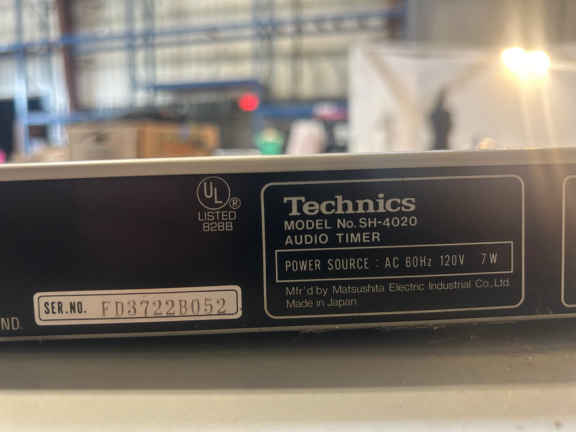 UL®
LISTED
828B
Technics
MODEL No. SH-4020
AUDIO TIMER
POWER SOURCE : AC 60Hz 120V 7W
Mfr'd by Matsushita Electric Industrial Co., Ltd.
Made in Japan
SER.NO. FD3722B052
ND.